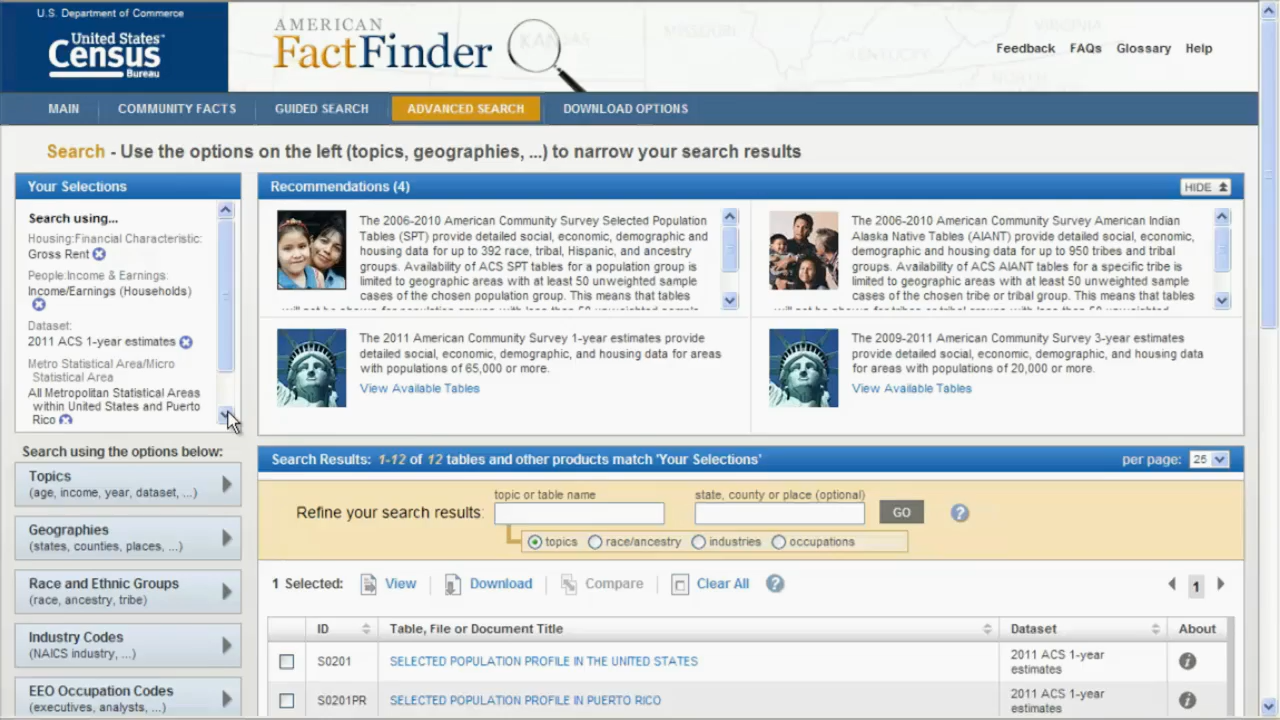 U.S. Department of Commerce
United States™
Census
Bureau
AMERICAN
FactFinder
Feedback FAQs Glossary Help
MAIN COMMUNITY FACTS GUIDED SEARCH ADVANCED SEARCH DOWNLOAD OPTIONS
Search - Use the options on the left (topics, geographies, ...) to narrow your search results
Your Selections
Search using...
Housing:Financial Characteristic:
Gross Rent
People:Income & Earnings:
Income/Earnings (Households)
Dataset:
2011 ACS 1-year estimates
Metro Statistical Area/Micro
Statistical Area
All Metropolitan Statistical Areas
within United States and Puerto
Rico
Search using the options below:
Topics
(age, income, year, dataset, ...)
Geographies
(states, counties, places, ...)
Race and Ethnic Groups
(race, ancestry, tribe)
Industry Codes
(NAICS industry, ...)
EEO Occupation Codes
(executives, analysts, ...)
Recommendations (4)
HIDE
The 2006-2010 American Community Survey Selected Population
Tables (SPT) provide detailed social, economic, demographic and
housing data for up to 392 race, tribal, Hispanic, and ancestry
groups. Availability of ACS SPT tables for a population group is
limited to geographic areas with at least 50 unweighted sample
cases of the chosen population group. This means that tables
will not be shown for population groups with less than 50 unweighted sample
The 2006-2010 American Community Survey American Indian
Alaska Native Tables (AIANT) provide detailed social, economic,
demographic, and housing data for up to 950 tribes and tribal
groups. Availability of ACS AIANT tables for a specific tribe is
limited to geographic areas with at least 50 unweighted sample
cases of the chosen tribe or tribal group. This means that tables
The 2011 American Community Survey 1-year estimates provide
detailed social, economic, demographic, and housing data for areas
with populations of 65,000 or more.
View Available Tables
The 2009-2011 American Community Survey 3-year estimates
provide detailed social, economic, demographic, and housing data
for areas with populations of 20,000 or more.
View Available Tables
Search Results: 1-12 of 12 tables and other products match 'Your Selections'
per page: 25
topic or table name
state, county or place (optional)
Refine your search results:
GO
topics race/ancestry industries occupations
1 Selected: View Download Compare Clear All
1
ID Table, File or Document Title Dataset About
S0201 SELECTED POPULATION PROFILE IN THE UNITED STATES 2011 ACS 1-year
estimates
S0201PR SELECTED POPULATION PROFILE IN PUERTO RICO 2011 ACS 1-year
estimates